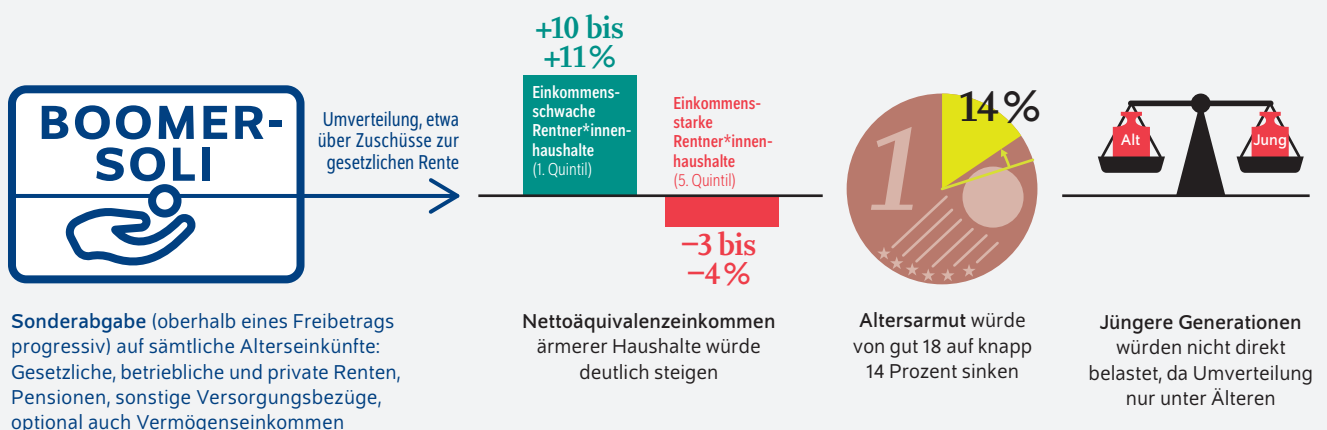 BOOMER-
SOLI
Umverteilung, etwa
über Zuschüsse zur
gesetzlichen Rente
Sonderabgabe (oberhalb eines Freibetrags
progressiv) auf sämtliche Alterseinkünfte:
Gesetzliche, betriebliche und private Renten,
Pensionen, sonstige Versorgungsbezüge,
optional auch Vermögenseinkommen
+10 bis
+11%
Einkommens-
schwache
Rentner*innen-
haushalte
(1. Quintil)
Einkommens-
starke
Rentner*innen-
haushalte
(5. Quintil)
−3 bis
−4%
Nettoäquivalenzeinkommen
ärmerer Haushalte würde
deutlich steigen
14%
1
Altersarmut würde
von gut 18 auf knapp
14 Prozent sinken
Alt
Jung
Jüngere Generationen
würden nicht direkt
belastet, da Umverteilung
nur unter Älteren